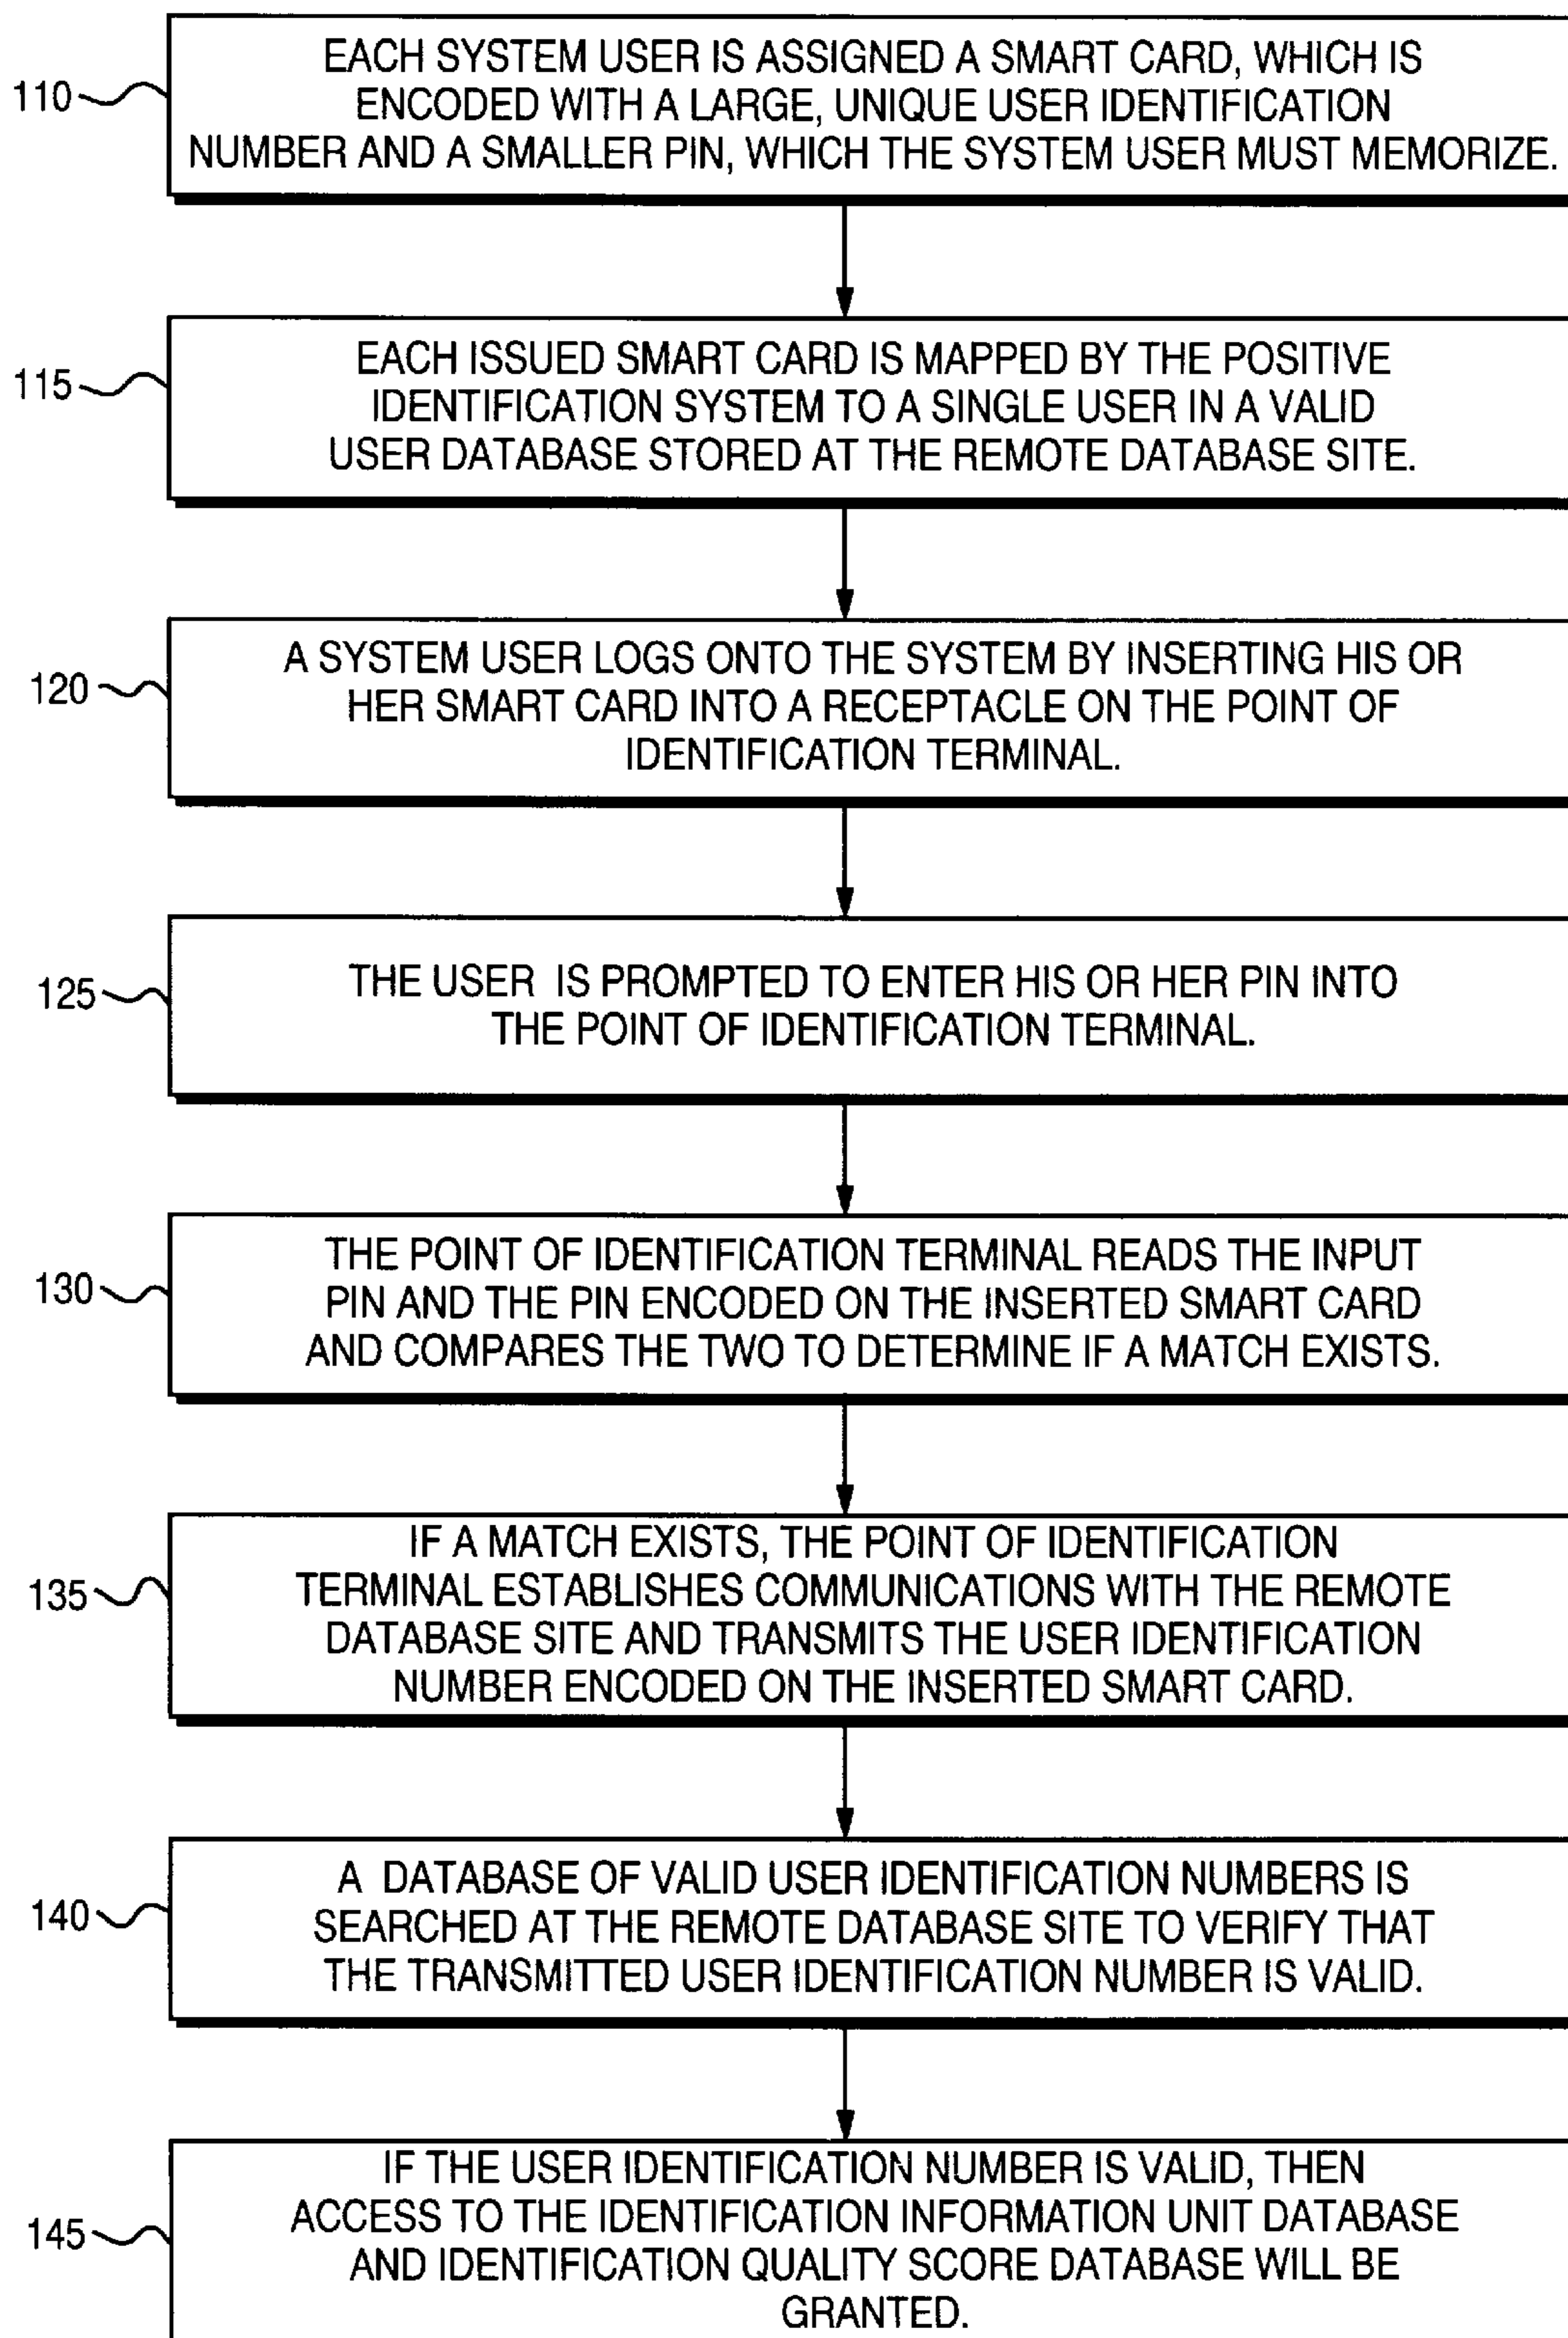 110
EACH SYSTEM USER IS ASSIGNED A SMART CARD, WHICH IS
ENCODED WITH A LARGE, UNIQUE USER IDENTIFICATION
NUMBER AND A SMALLER PIN, WHICH THE SYSTEM USER MUST MEMORIZE.
115
EACH ISSUED SMART CARD IS MAPPED BY THE POSITIVE
IDENTIFICATION SYSTEM TO A SINGLE USER IN A VALID
USER DATABASE STORED AT THE REMOTE DATABASE SITE.
120
A SYSTEM USER LOGS ONTO THE SYSTEM BY INSERTING HIS OR
HER SMART CARD INTO A RECEPTACLE ON THE POINT OF
IDENTIFICATION TERMINAL.
125
THE USER IS PROMPTED TO ENTER HIS OR HER PIN INTO
THE POINT OF IDENTIFICATION TERMINAL.
130
THE POINT OF IDENTIFICATION TERMINAL READS THE INPUT
PIN AND THE PIN ENCODED ON THE INSERTED SMART CARD
AND COMPARES THE TWO TO DETERMINE IF A MATCH EXISTS.
135
IF A MATCH EXISTS, THE POINT OF IDENTIFICATION
TERMINAL ESTABLISHES COMMUNICATIONS WITH THE REMOTE
DATABASE SITE AND TRANSMITS THE USER IDENTIFICATION
NUMBER ENCODED ON THE INSERTED SMART CARD.
140
A DATABASE OF VALID USER IDENTIFICATION NUMBERS IS
SEARCHED AT THE REMOTE DATABASE SITE TO VERIFY THAT
THE TRANSMITTED USER IDENTIFICATION NUMBER IS VALID.
145
IF THE USER IDENTIFICATION NUMBER IS VALID, THEN
ACCESS TO THE IDENTIFICATION INFORMATION UNIT DATABASE
AND IDENTIFICATION QUALITY SCORE DATABASE WILL BE
GRANTED.